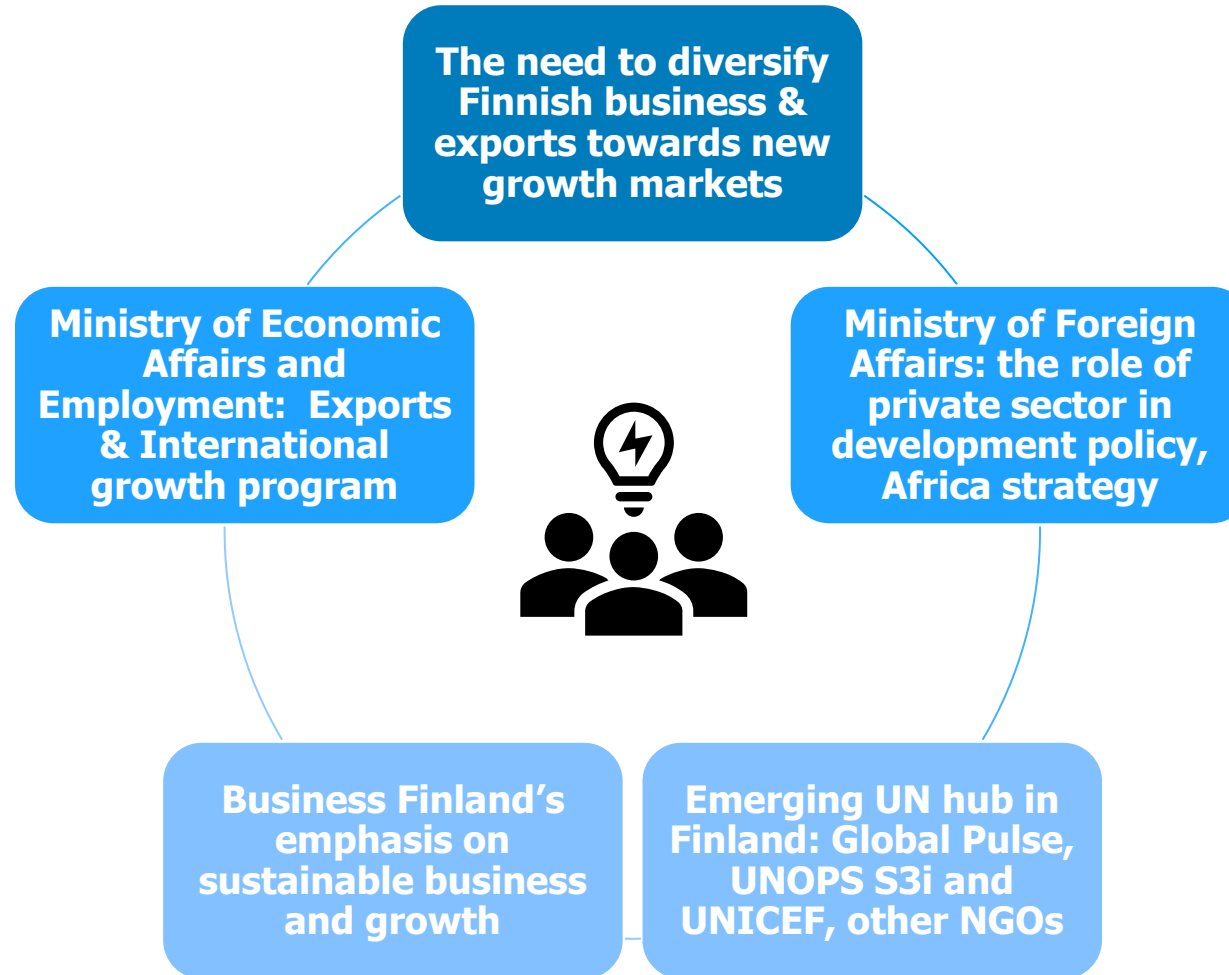 The need to diversify
Finnish business &
exports towards new
growth markets
Ministry of Economic
Affairs and
Employment:  Exports
& International
growth program
Ministry of Foreign
Affairs: the role of
private sector in
development policy,
Africa strategy
Business Finland’s
emphasis on
sustainable business
and growth
Emerging UN hub in
Finland: Global Pulse,
UNOPS S3i and
UNICEF, other NGOs